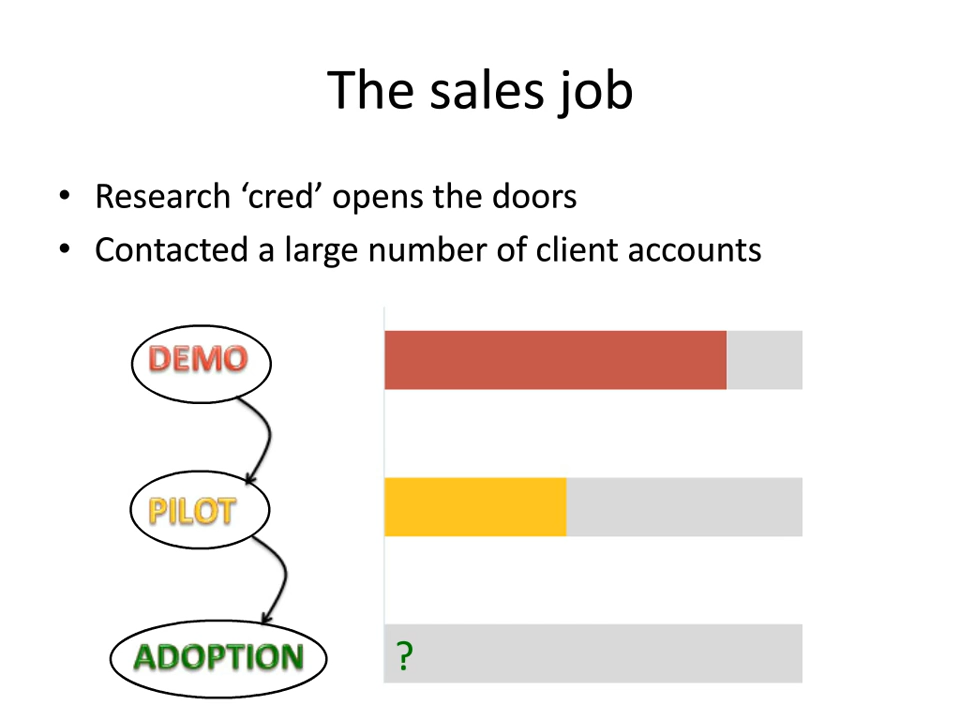 The sales job
• Research ‘cred’ opens the doors
• Contacted a large number of client accounts
DEMO
PILOT
ADOPTION
?